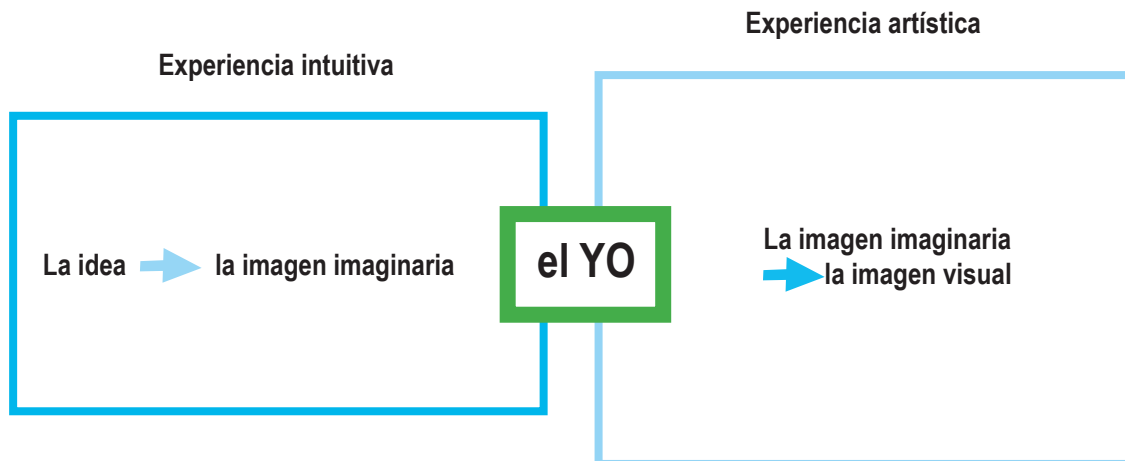 Experiencia artística
Experiencia intuitiva
La idea la imagen imaginaria
el YO
La imagen imaginaria
la imagen visual